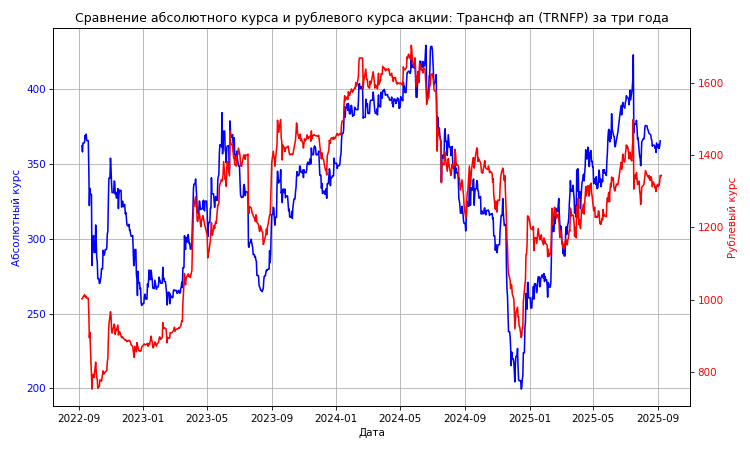 Сравнение абсолютного курса и рублевого курса акции: Транснф ап (TRNFP) за три года
Абсолютный курс
400
350
300
250
200
1600
1400
1200
1000
800
Рублевый курс
2022-09 2023-01 2023-05 2023-09 2024-01 2024-05 2024-09 2025-01 2025-05 2025-09
Дата